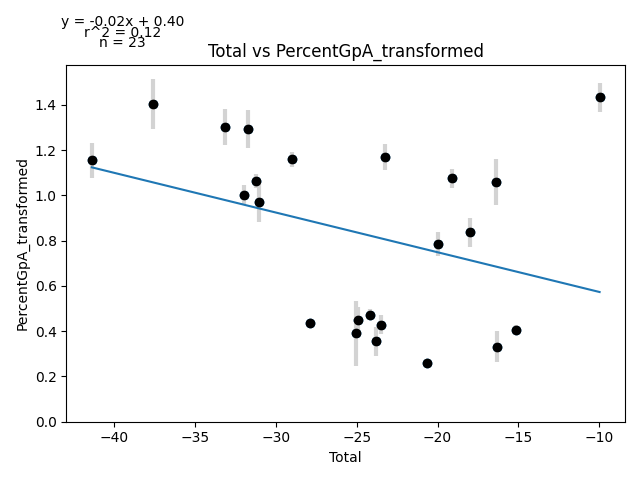 y = -0.02x + 0.40
r^2 = 0.12
n = 23
Total vs PercentGpA_transformed
PercentGpA_transformed
1.4
1.2
1.0
0.8
0.6
0.4
0.2
0.0
−40 −35 −30 −25 −20 −15 −10
Total